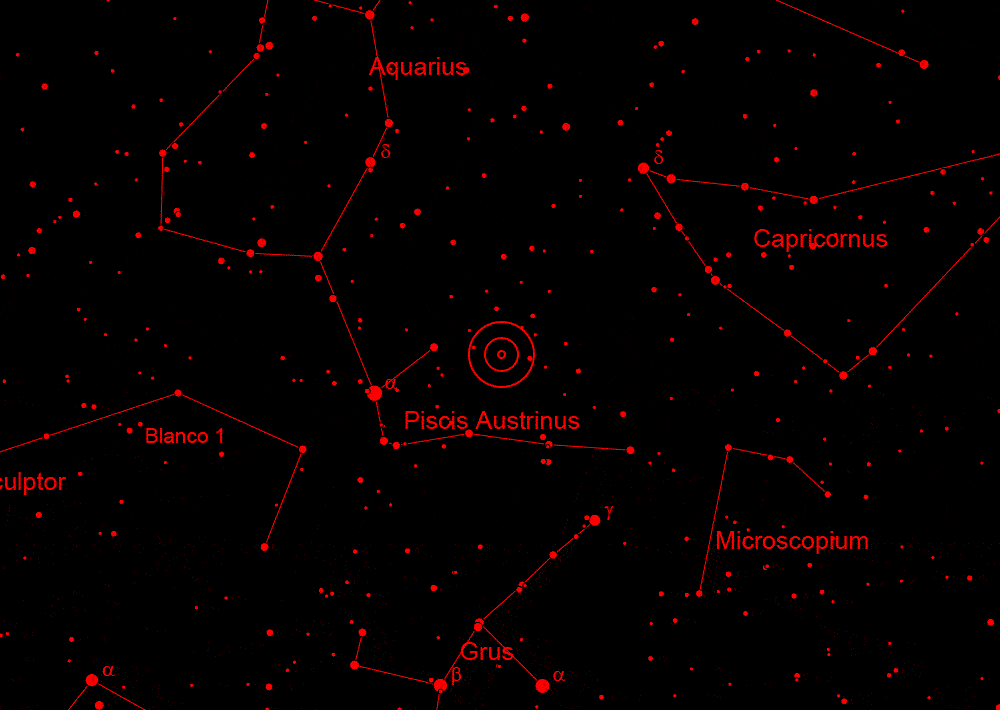 Aquarius
δ
δ
Capricornus
α
Piscis Austrinus
Blanco 1
culptor
γ
Microscopium
Grus
α
β
α